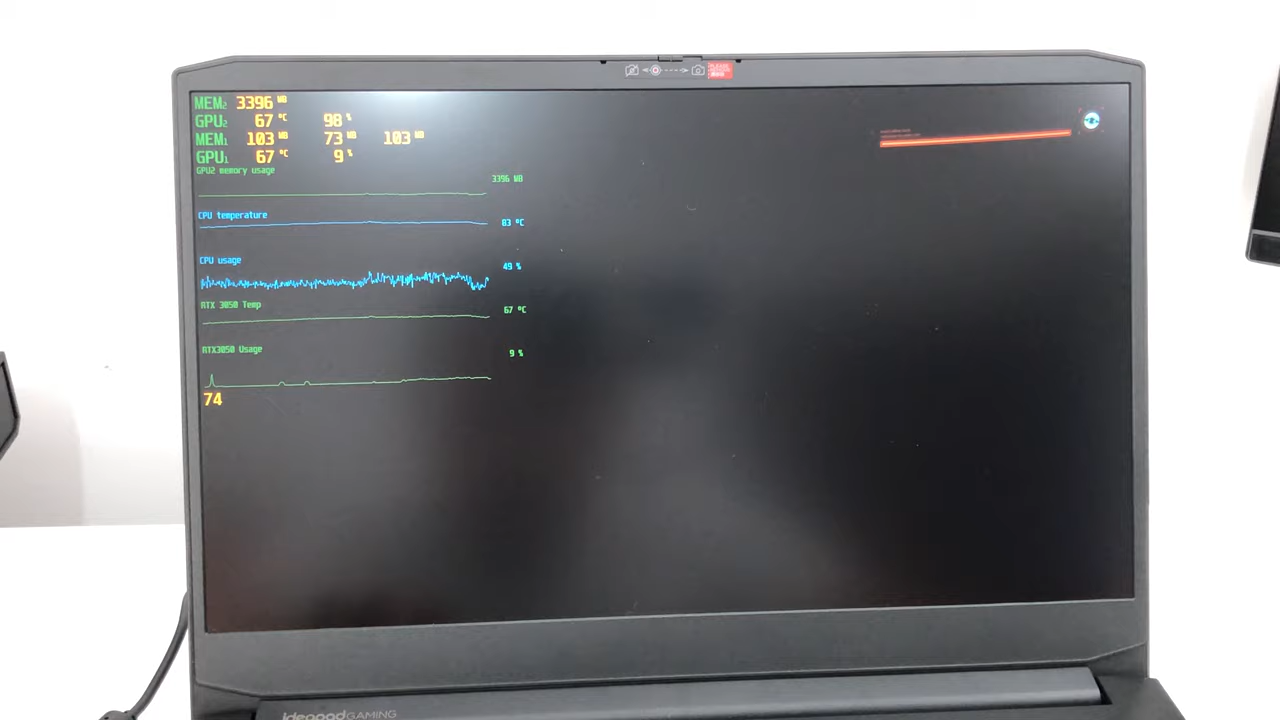 MEM2 3396 MB
GPU2 67 °C 98 %
MEM1 103 MB 73 MB 103 MB
GPU1 67 °C 9 %
GPU2 memory usage 3396 MB
CPU temperature 83 °C
CPU usage 49 %
RTX 3050 Temp 67 °C
RTX3050 Usage 9 %
74
ideapad GAMING